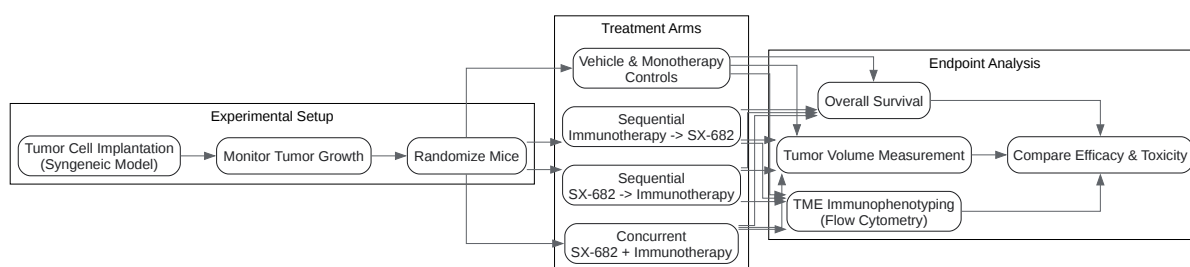 Experimental Setup
Tumor Cell Implantation
(Syngeneic Model)
Monitor Tumor Growth
Randomize Mice
Treatment Arms
Vehicle & Monotherapy
Controls
Sequential
Immunotherapy -> SX-682
Sequential
SX-682 -> Immunotherapy
Concurrent
SX-682 + Immunotherapy
Endpoint Analysis
Overall Survival
Tumor Volume Measurement
TME Immunophenotyping
(Flow Cytometry)
Compare Efficacy & Toxicity